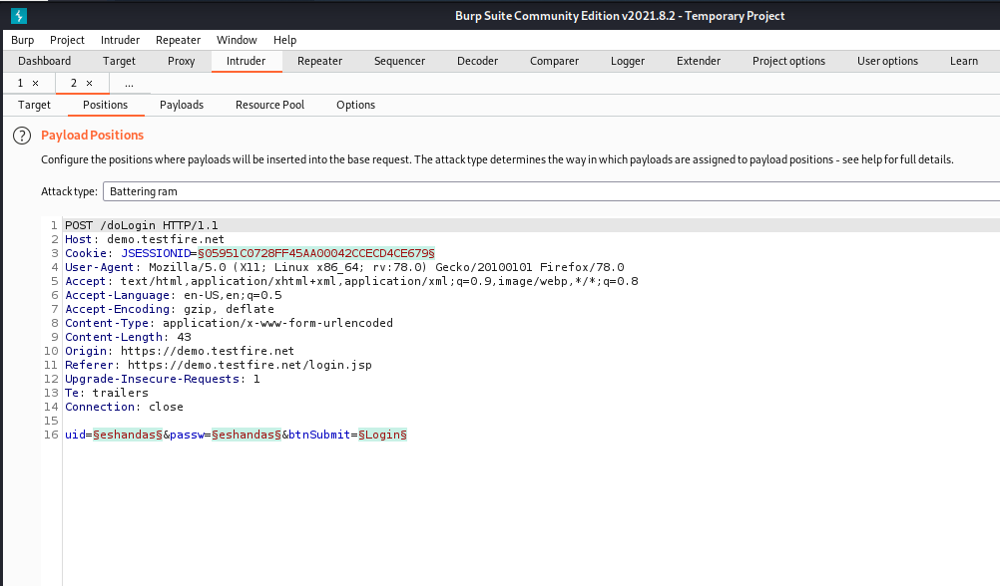 Burp Suite Community Edition v2021.8.2 - Temporary Project
Burp Project Intruder Repeater Window Help
Dashboard Target Proxy Intruder Repeater Sequencer Decoder Comparer Logger Extender Project options User options Learn
1 × 2 × ...
Target Positions Payloads Resource Pool Options
? Payload Positions
Configure the positions where payloads will be inserted into the base request. The attack type determines the way in which payloads are assigned to payload positions - see help for full details.
Attack type: Battering ram
1 POST /doLogin HTTP/1.1
2 Host: demo.testfire.net
3 Cookie: JSESSIONID=§05951C0728FF45AA00042CCECD4CE679§
4 User-Agent: Mozilla/5.0 (X11; Linux x86_64; rv:78.0) Gecko/20100101 Firefox/78.0
5 Accept: text/html,application/xhtml+xml,application/xml;q=0.9,image/webp,*/*;q=0.8
6 Accept-Language: en-US,en;q=0.5
7 Accept-Encoding: gzip, deflate
8 Content-Type: application/x-www-form-urlencoded
9 Content-Length: 43
10 Origin: https://demo.testfire.net
11 Referer: https://demo.testfire.net/login.jsp
12 Upgrade-Insecure-Requests: 1
13 Te: trailers
14 Connection: close
15
16 uid=§eshandas§&passw=§eshandas§&btnSubmit=§Login§